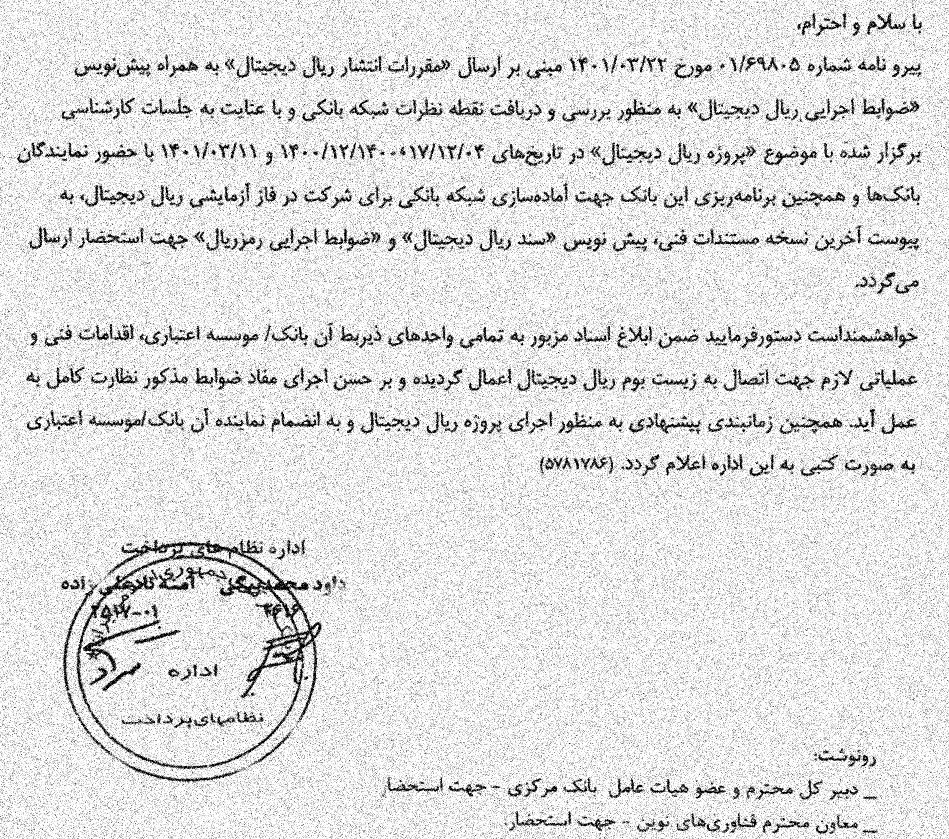 با سلام و احترام،
پیرو نامه شماره ۰۱/۶۹۸۰۵ مورخ ۱۴۰۱/۰۳/۲۲ مبنی بر ارسال «مقررات انتشار ریال دیجیتال» به همراه پیش‌نویس
«ضوابط اجرایی ریال دیجیتال» به منظور بررسی و دریافت نقطه نظرات شبکه بانکی و با عنایت به جلسات کارشناسی
برگزار شده با موضوع «پروژه ریال دیجیتال» در تاریخ‌های ۱۴۰۰/۱۲/۱۷،۱۴۰۰/۱۲/۰۴ و ۱۴۰۱/۰۳/۱۱ با حضور نمایندگان
بانک‌ها و همچنین برنامه‌ریزی این بانک جهت آماده‌سازی شبکه بانکی برای شرکت در فاز آزمایشی ریال دیجیتال، به
پیوست آخرین نسخه مستندات فنی، پیش نویس «سند ریال دیجیتال» و «ضوابط اجرایی رمزریال» جهت استحضار ارسال
می‌گردد.
خواهشمنداست دستورفرمایید ضمن ابلاغ اسناد مزبور به تمامی واحدهای ذیربط آن بانک/ موسسه اعتباری، اقدامات فنی و
عملیاتی لازم جهت اتصال به زیست بوم ریال دیجیتال اعمال گردیده و بر حسن اجرای مفاد ضوابط مذکور نظارت کامل به
عمل آید. همچنین زمانبندی پیشنهادی به منظور اجرای پروژه ریال دیجیتال و به انضمام نماینده آن بانک/موسسه اعتباری
به صورت کتبی به این اداره اعلام گردد. (۵۷۸۱۷۸۶)
اداره نظام های پرداخت
داود محمدبیگی آمنه نادعلی زاده
۲۵۱۷-۰۱
اداره
نظامهای پرداخت
رونوشت:
_ دبیر کل محترم و عضو هیات عامل بانک مرکزی - جهت استحضا
_ معاون محترم فناوری‌های نوین - جهت استحضار.